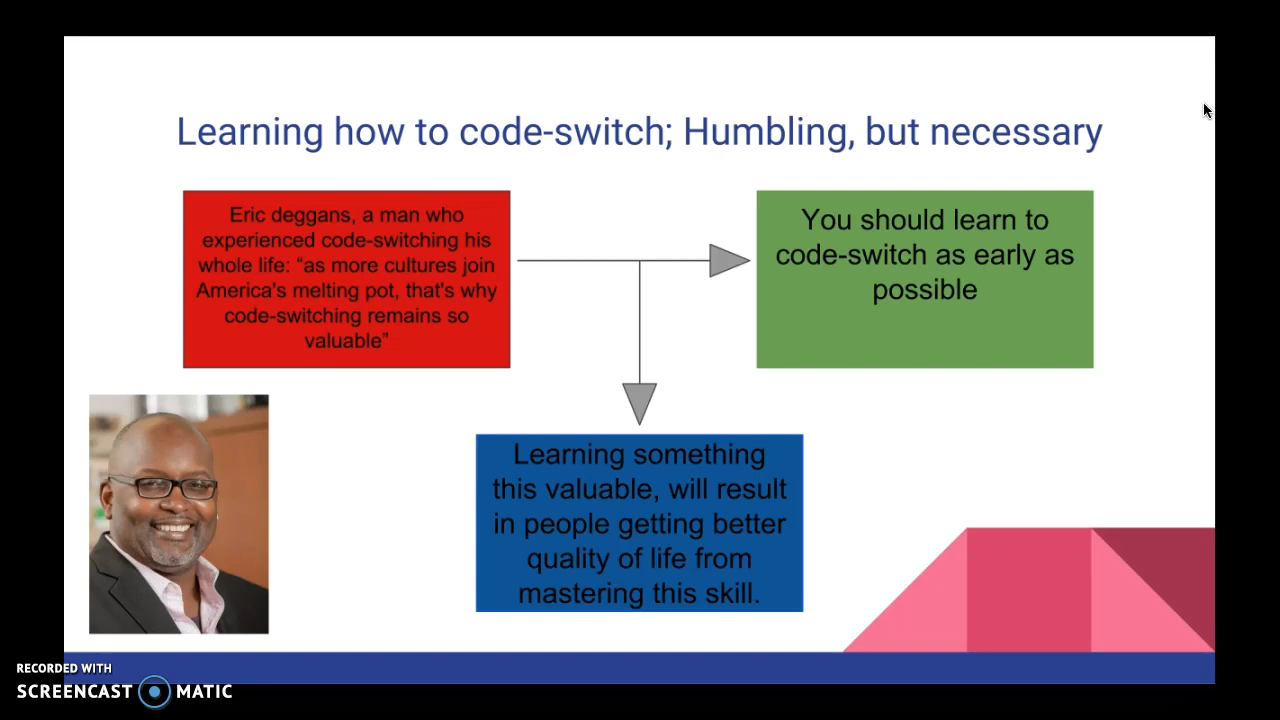 Learning how to code-switch; Humbling, but necessary
Eric deggans, a man who
experienced code-switching his
whole life: “as more cultures join
America's melting pot, that's why
code-switching remains so
valuable”
You should learn to
code-switch as early as
possible
Learning something
this valuable, will result
in people getting better
quality of life from
mastering this skill.
RECORDED WITH
SCREENCAST MATIC